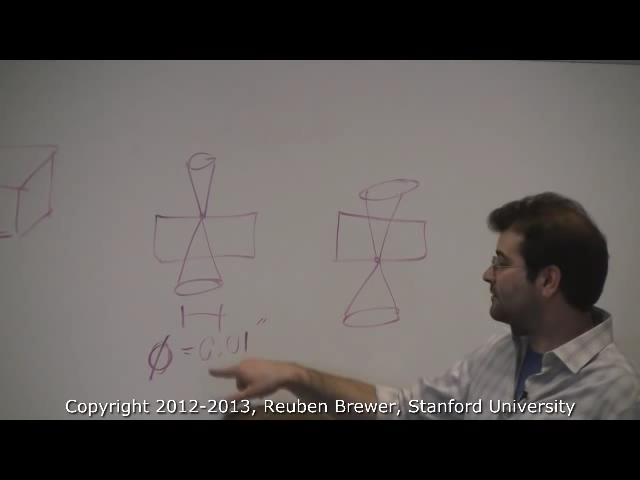 Φ = 0.01"
Copyright 2012-2013, Reuben Brewer, Stanford University